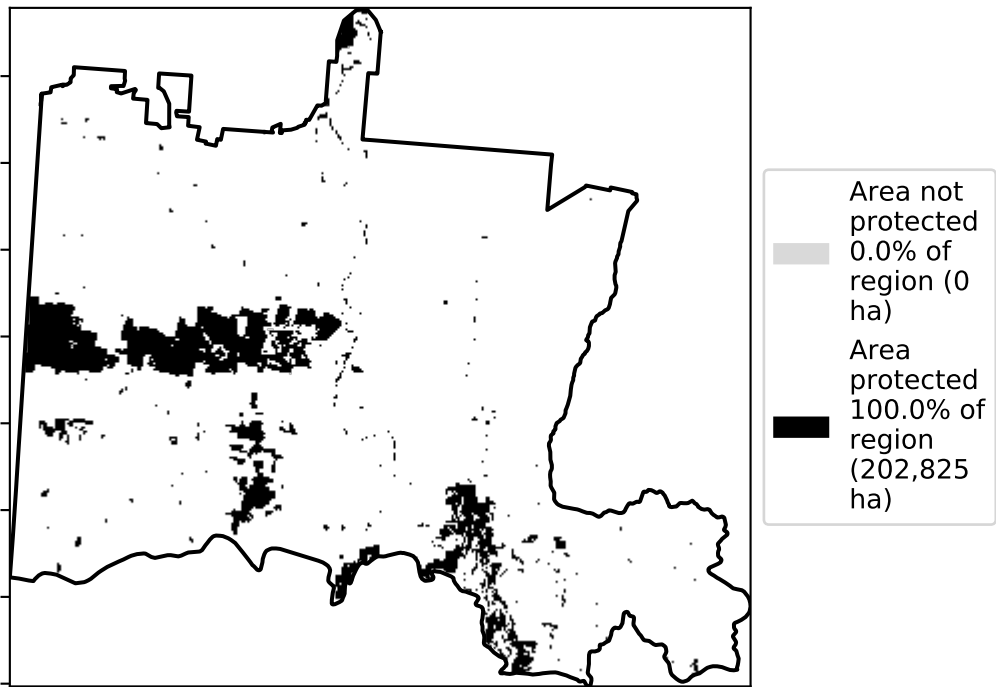 Area not
protected
0.0% of
region (0
ha)
Area
protected
100.0% of
region
(202,825
ha)